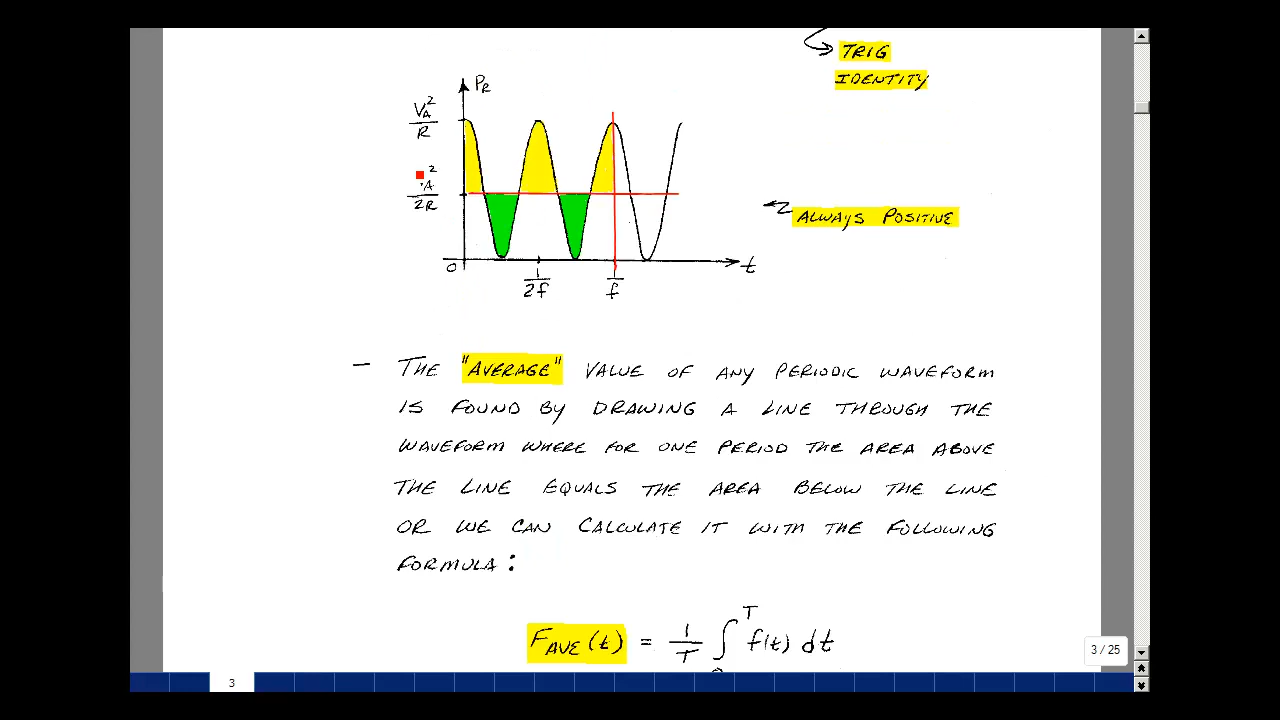 TRIG
IDENTITY
PR
VA²
R
²
A
2R
ALWAYS POSITIVE
0
1
2f
1
f
t
— THE "AVERAGE" VALUE OF ANY PERIODIC WAVEFORM
IS FOUND BY DRAWING A LINE THROUGH THE
WAVEFORM WHERE FOR ONE PERIOD THE AREA ABOVE
THE LINE EQUALS THE AREA BELOW THE LINE
OR WE CAN CALCULATE IT WITH THE FOLLOWING
FORMULA:
FAVE(t) = 1/T ∫ T f(t) dt
3 / 25
3